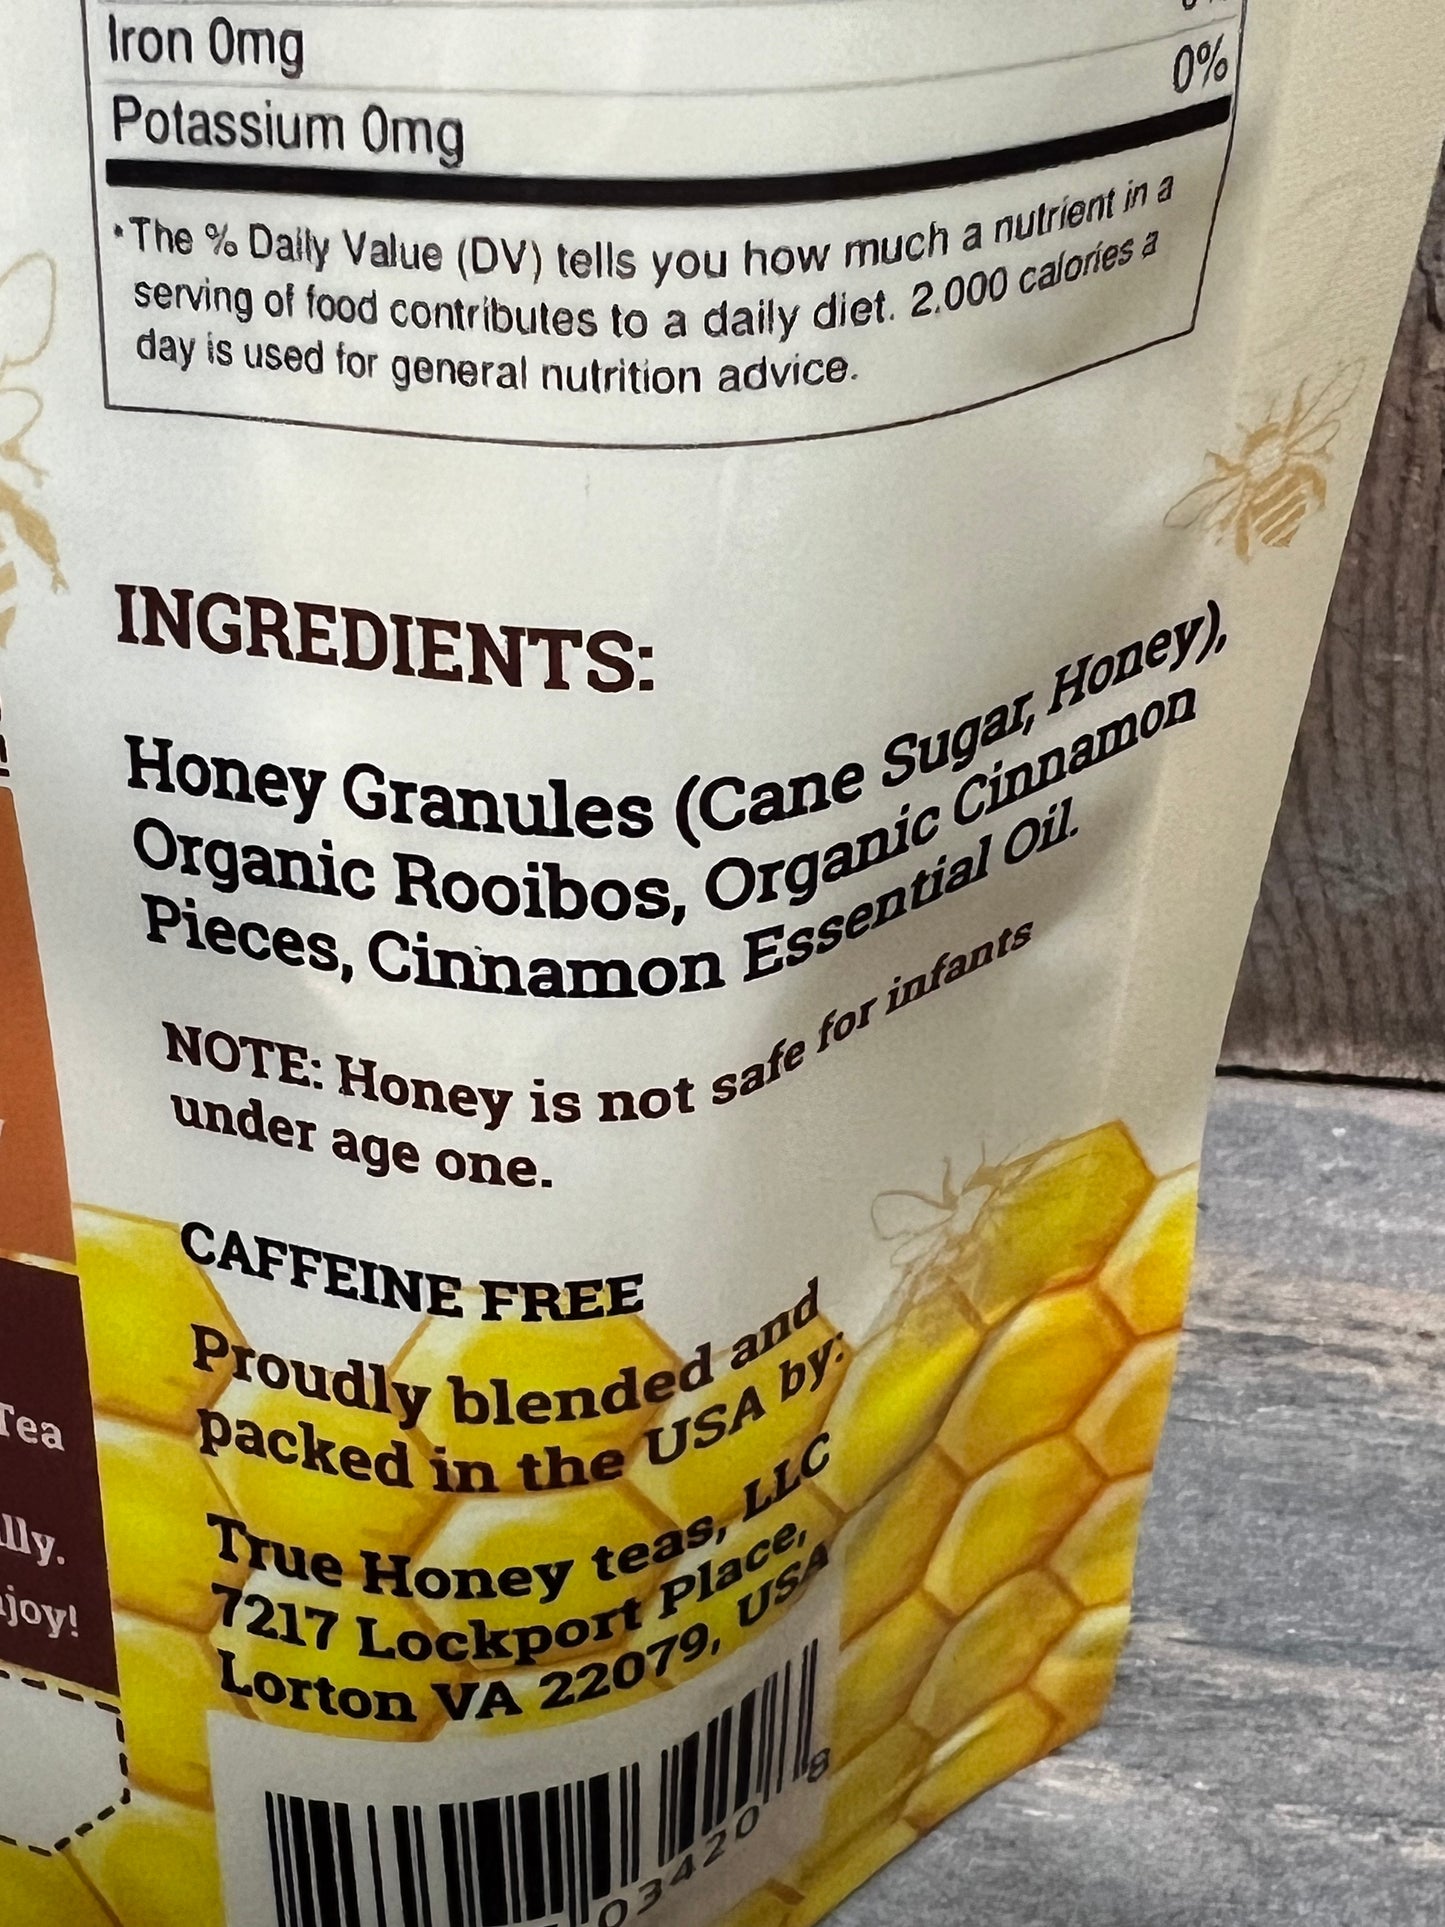 Iron 0mg
0%
Potassium 0mg
*The % Daily Value (DV) tells you how much a nutrient in a
serving of food contributes to a daily diet. 2,000 calories a
day is used for general nutrition advice.
INGREDIENTS:
Honey Granules (Cane Sugar, Honey),
Organic Rooibos, Organic Cinnamon
Pieces, Cinnamon Essential Oil.
NOTE: Honey is not safe for infants
under age one.
CAFFEINE FREE
Proudly blended and
packed in the USA by:
True Honey teas, LLC
7217 Lockport Place,
Lorton VA 22079, USA
03420 8
Tea